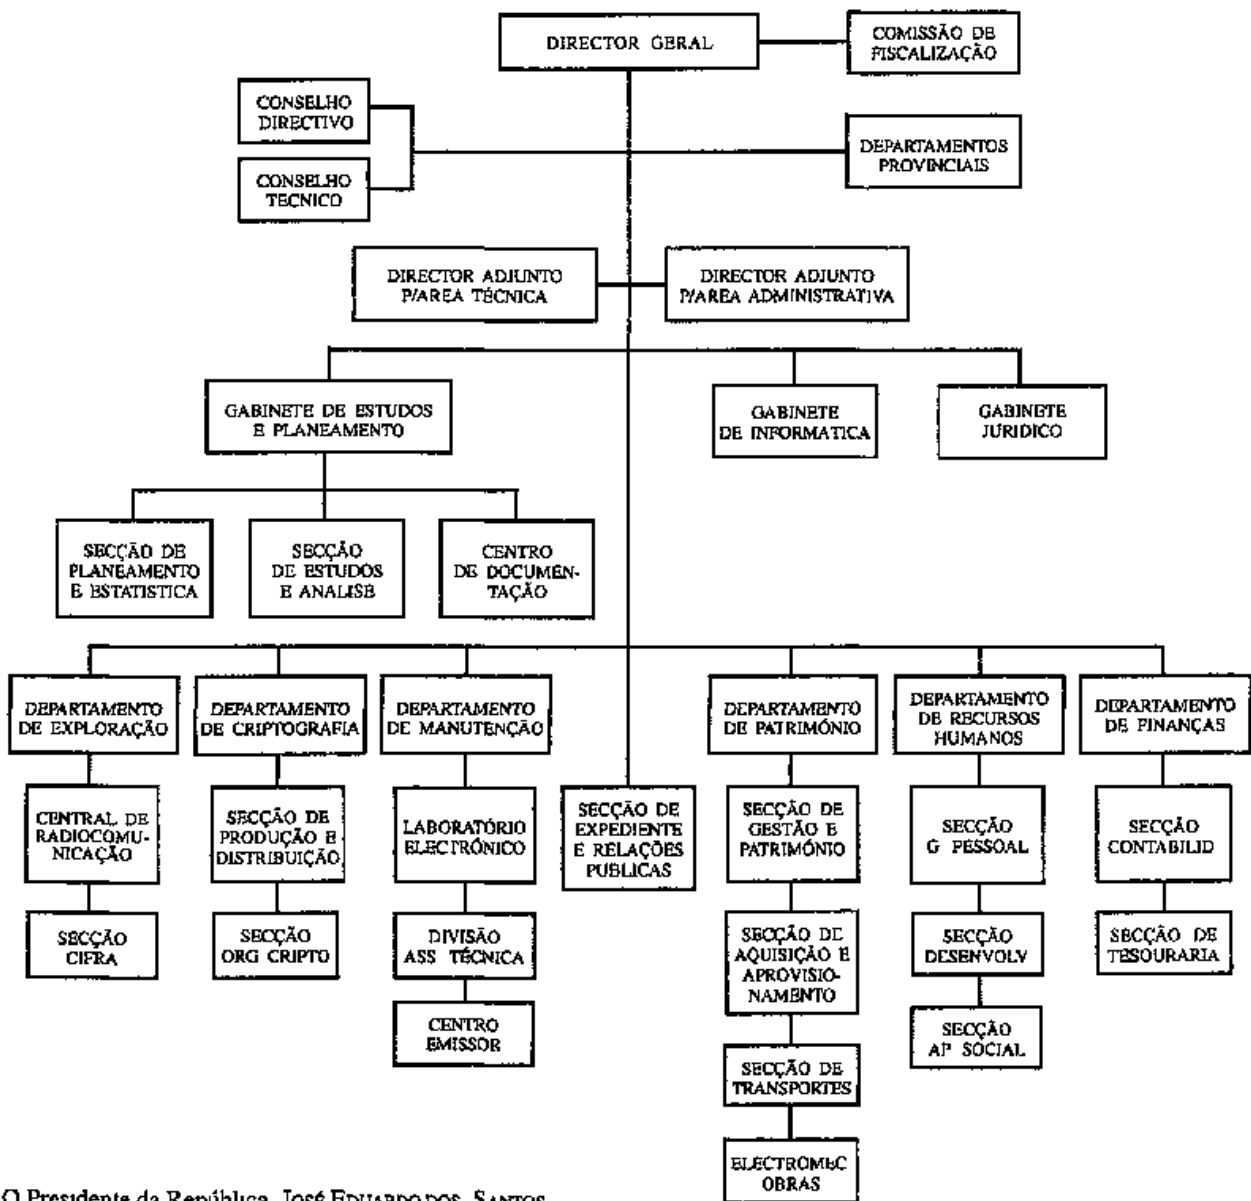 DIRECTOR GERAL
COMISSÃO DE
FISCALIZAÇÃO
CONSELHO
DIRECTIVO
CONSELHO
TECNICO
DEPARTAMENTOS
PROVINCIAIS
DIRECTOR ADJUNTO
P/AREA TÉCNICA
DIRECTOR ADJUNTO
P/AREA ADMINISTRATIVA
GABINETE DE ESTUDOS
E PLANEAMENTO
GABINETE
DE INFORMATICA
GABINETE
JURIDICO
SECÇÃO DE
PLANEAMENTO
E ESTATISTICA
SECÇÃO
DE ESTUDOS
E ANALISE
CENTRO
DE DOCUMEN-
TAÇÃO
DEPARTAMENTO
DE EXPLORAÇÃO
DEPARTAMENTO
DE CRIPTOGRAFIA
DEPARTAMENTO
DE MANUTENÇÃO
DEPARTAMENTO
DE PATRIMÓNIO
DEPARTAMENTO
DE RECURSOS
HUMANOS
DEPARTAMENTO
DE FINANÇAS
CENTRAL DE
RADIOCOMU-
NICAÇÃO
SECÇÃO DE
PRODUÇÃO E
DISTRIBUIÇÃO
LABORATÓRIO
ELECTRÓNICO
SECÇÃO DE
EXPEDIENTE
E RELAÇÕES
PUBLICAS
SECÇÃO DE
GESTÃO E
PATRIMÓNIO
SECÇÃO
G PESSOAL
SECÇÃO
CONTABILID
SECÇÃO
CIFRA
SECÇÃO
ORG CRIPTO
DIVISÃO
ASS TÉCNICA
SECÇÃO DE
AQUISIÇÃO E
APROVISIO-
NAMENTO
SECÇÃO
DESENVOLV
SECÇÃO DE
TESOURARIA
CENTRO
EMISSOR
SECÇÃO
AP SOCIAL
SECÇÃO DE
TRANSPORTES
ELECTROMEC
OBRAS
O Presidente da República, JOSÉ EDUARDO DOS SANTOS